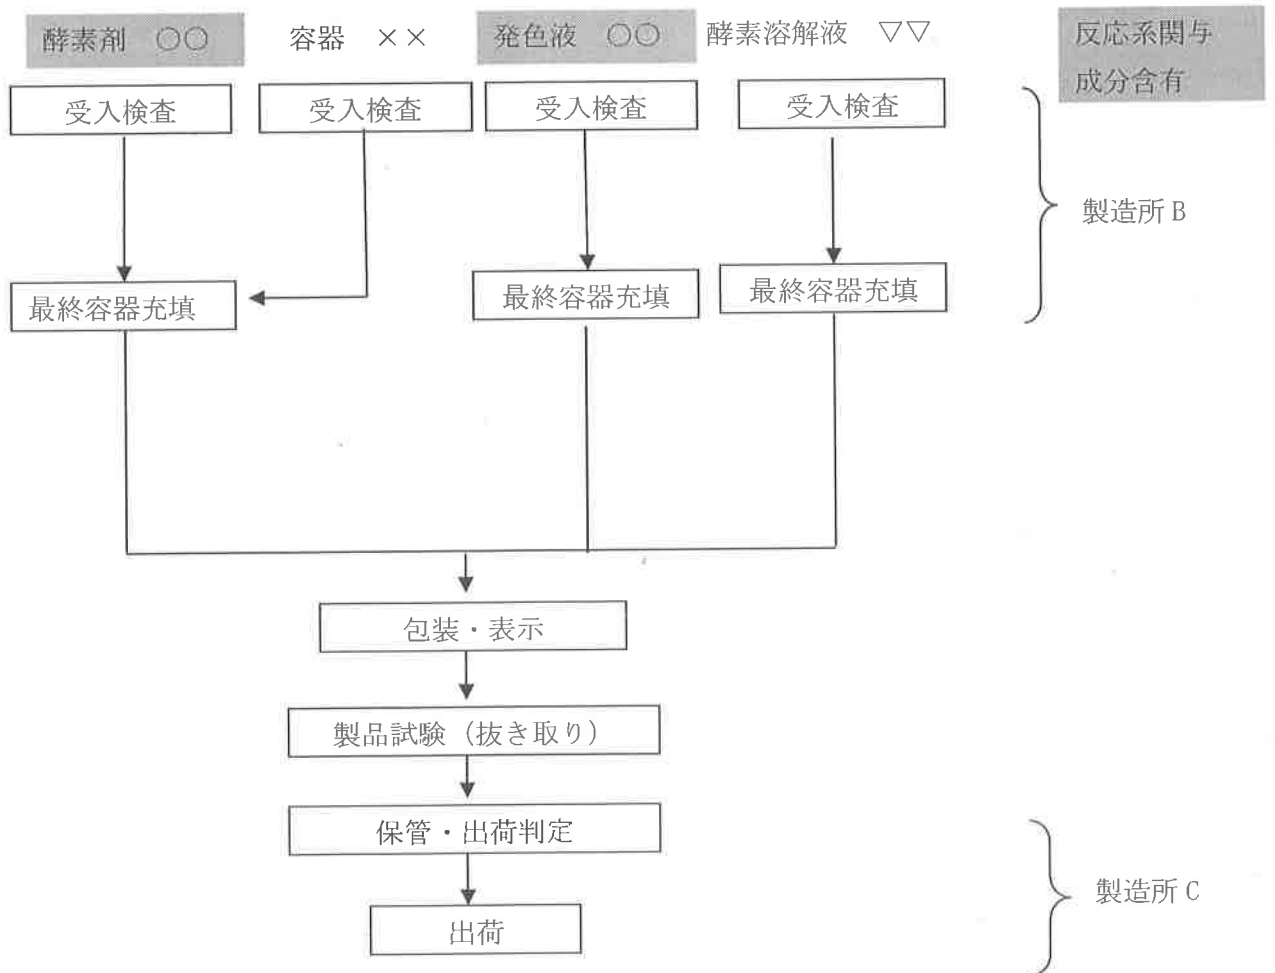 酵素剤 ○○
容器 ××
発色液 ○○
酵素溶解液 ▽▽
反応系関与
成分含有
受入検査
受入検査
受入検査
受入検査
製造所 B
最終容器充填
最終容器充填
最終容器充填
包装・表示
製品試験（抜き取り）
保管・出荷判定
製造所 C
出荷